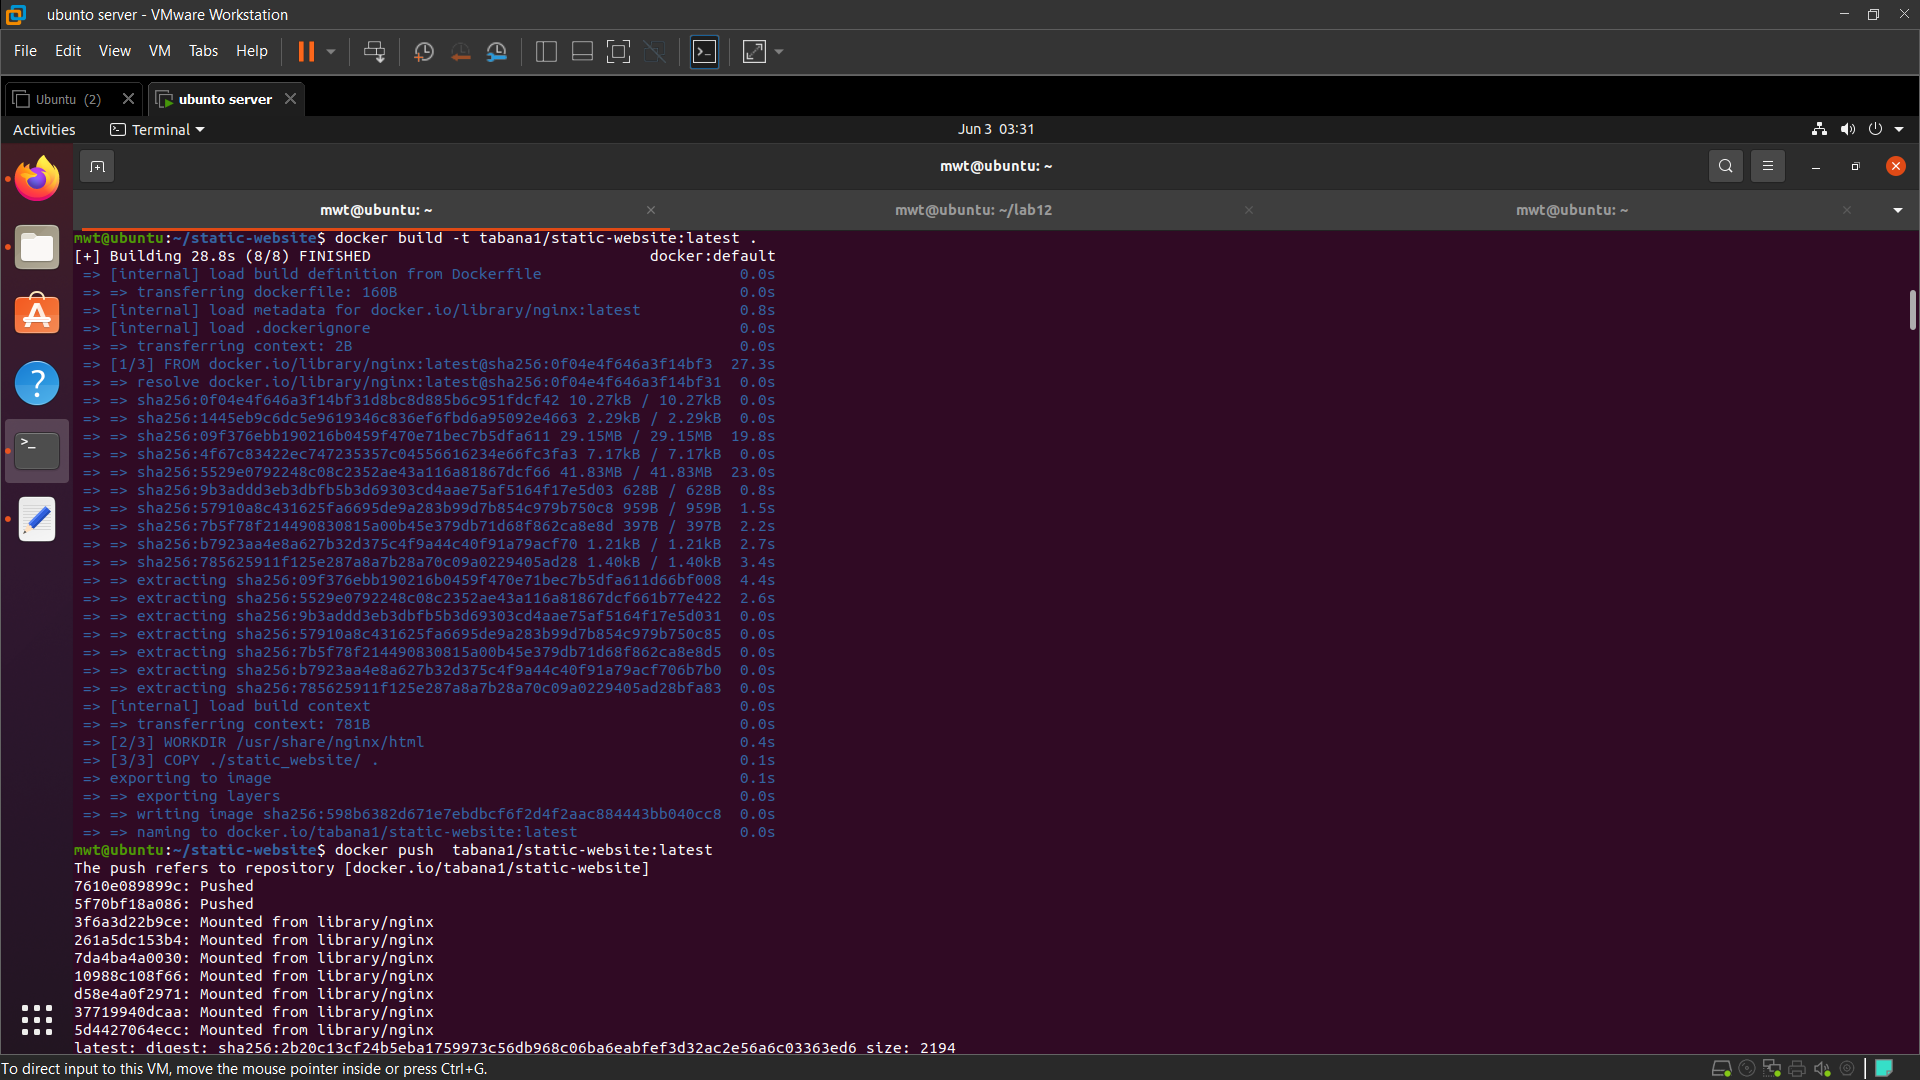 ubunto server - VMware Workstation
File Edit View VM Tabs Help
Ubuntu (2) ubunto server
Activities Terminal Jun 3 03:31
mwt@ubuntu: ~
mwt@ubuntu: ~ mwt@ubuntu: ~/lab12 mwt@ubuntu: ~
mwt@ubuntu:~/static-website$ docker build -t tabana1/static-website:latest .
[+] Building 28.8s (8/8) FINISHED docker:default
=> [internal] load build definition from Dockerfile 0.0s
=> => transferring dockerfile: 160B 0.0s
=> [internal] load metadata for docker.io/library/nginx:latest 0.8s
=> [internal] load .dockerignore 0.0s
=> => transferring context: 2B 0.0s
=> [1/3] FROM docker.io/library/nginx:latest@sha256:0f04e4f646a3f14bf3 27.3s
=> => resolve docker.io/library/nginx:latest@sha256:0f04e4f646a3f14bf31 0.0s
=> => sha256:0f04e4f646a3f14bf31d8bc8d885b6c951fdcf42 10.27kB / 10.27kB 0.0s
=> => sha256:1445eb9c6dc5e9619346c836ef6fbd6a95092e4663 2.29kB / 2.29kB 0.0s
=> => sha256:09f376ebb190216b0459f470e71bec7b5dfa611 29.15MB / 29.15MB 19.8s
=> => sha256:4f67c83422ec747235357c04556616234e66fc3fa3 7.17kB / 7.17kB 0.0s
=> => sha256:5529e0792248c08c2352ae43a116a81867dcf66 41.83MB / 41.83MB 23.0s
=> => sha256:9b3addd3eb3dbfb5b3d69303cd4aae75af5164f17e5d03 628B / 628B 0.8s
=> => sha256:57910a8c431625fa6695de9a283b99d7b854c979b750c8 959B / 959B 1.5s
=> => sha256:7b5f78f214490830815a00b45e379db71d68f862ca8e8d 397B / 397B 2.2s
=> => sha256:b7923aa4e8a627b32d375c4f9a44c40f91a79acf70 1.21kB / 1.21kB 2.7s
=> => sha256:785625911f125e287a8a7b28a70c09a0229405ad28 1.40kB / 1.40kB 3.4s
=> => extracting sha256:09f376ebb190216b0459f470e71bec7b5dfa611d66bf008 4.4s
=> => extracting sha256:5529e0792248c08c2352ae43a116a81867dcf661b77e422 2.6s
=> => extracting sha256:9b3addd3eb3dbfb5b3d69303cd4aae75af5164f17e5d031 0.0s
=> => extracting sha256:57910a8c431625fa6695de9a283b99d7b854c979b750c85 0.0s
=> => extracting sha256:7b5f78f214490830815a00b45e379db71d68f862ca8e8d5 0.0s
=> => extracting sha256:b7923aa4e8a627b32d375c4f9a44c40f91a79acf706b7b0 0.0s
=> => extracting sha256:785625911f125e287a8a7b28a70c09a0229405ad28bfa83 0.0s
=> [internal] load build context 0.0s
=> => transferring context: 781B 0.0s
=> [2/3] WORKDIR /usr/share/nginx/html 0.4s
=> [3/3] COPY ./static_website/ . 0.1s
=> exporting to image 0.1s
=> => exporting layers 0.0s
=> => writing image sha256:598b6382d671e7ebdbcf6f2d4f2aac884443bb040cc8 0.0s
=> => naming to docker.io/tabana1/static-website:latest 0.0s
mwt@ubuntu:~/static-website$ docker push  tabana1/static-website:latest
The push refers to repository [docker.io/tabana1/static-website]
7610e089899c: Pushed
5f70bf18a086: Pushed
3f6a3d22b9ce: Mounted from library/nginx
261a5dc153b4: Mounted from library/nginx
7da4ba4a0030: Mounted from library/nginx
10988c108f66: Mounted from library/nginx
d58e4a0f2971: Mounted from library/nginx
37719940dcaa: Mounted from library/nginx
5d4427064ecc: Mounted from library/nginx
latest: digest: sha256:2b20c13cf24b5eba1759973c56db968c06ba6eabfef3d32ac2e56a6c03363ed6 size: 2194
To direct input to this VM, move the mouse pointer inside or press Ctrl+G.